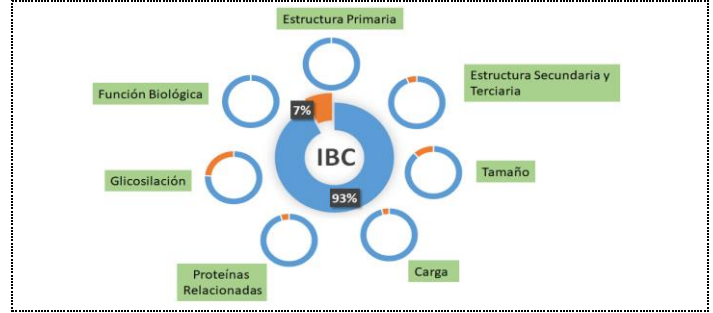 Estructura Primaria
Estructura Secundaria y
Terciaria
Función Biológica
7%
IBC
Tamaño
Glicosilación
93%
Carga
Proteínas
Relacionadas